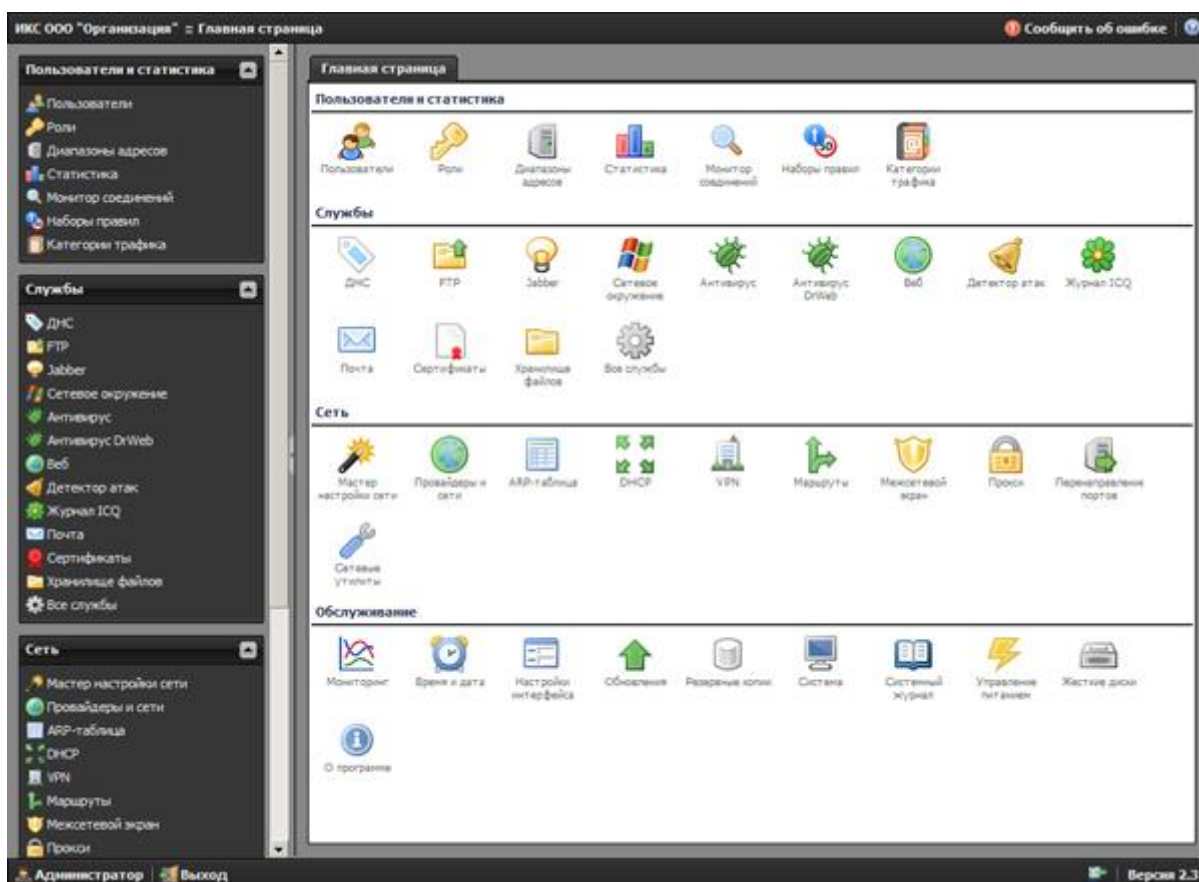 ИКС ООО "Организация" :: Главная страница
Сообщить об ошибке
Пользователи и статистика
Пользователи
Роли
Диапазоны адресов
Статистика
Монитор соединений
Наборы правил
Категории трафика
Службы
ДНС
FTP
Jabber
Сетевое окружение
Антивирус
Антивирус DrWeb
Веб
Детектор атак
Журнал ICQ
Почта
Сертификаты
Хранилище файлов
Все службы
Сеть
Мастер настройки сети
Провайдеры и сети
ARP-таблица
DHCP
VPN
Маршруты
Межсетевой экран
Прокси
Главная страница
Пользователи и статистика
Пользователи
Роли
Диапазоны
адресов
Статистика
Монитор
соединений
Наборы правил
Категории
трафика
Службы
ДНС
FTP
Jabber
Сетевое
окружение
Антивирус
Антивирус
DrWeb
Веб
Детектор атак
Журнал ICQ
Почта
Сертификаты
Хранилище
файлов
Все службы
Сеть
Мастер
настройки сети
Провайдеры и
сети
ARP-таблица
DHCP
VPN
Маршруты
Межсетевой
экран
Прокси
Перенаправление
портов
Сетевые
утилиты
Обслуживание
Мониторинг
Время и дата
Настройки
интерфейса
Обновления
Резервные копии
Система
Системный
журнал
Управление
питанием
Жесткие диски
О программе
Администратор
Выход
Версия 2.3